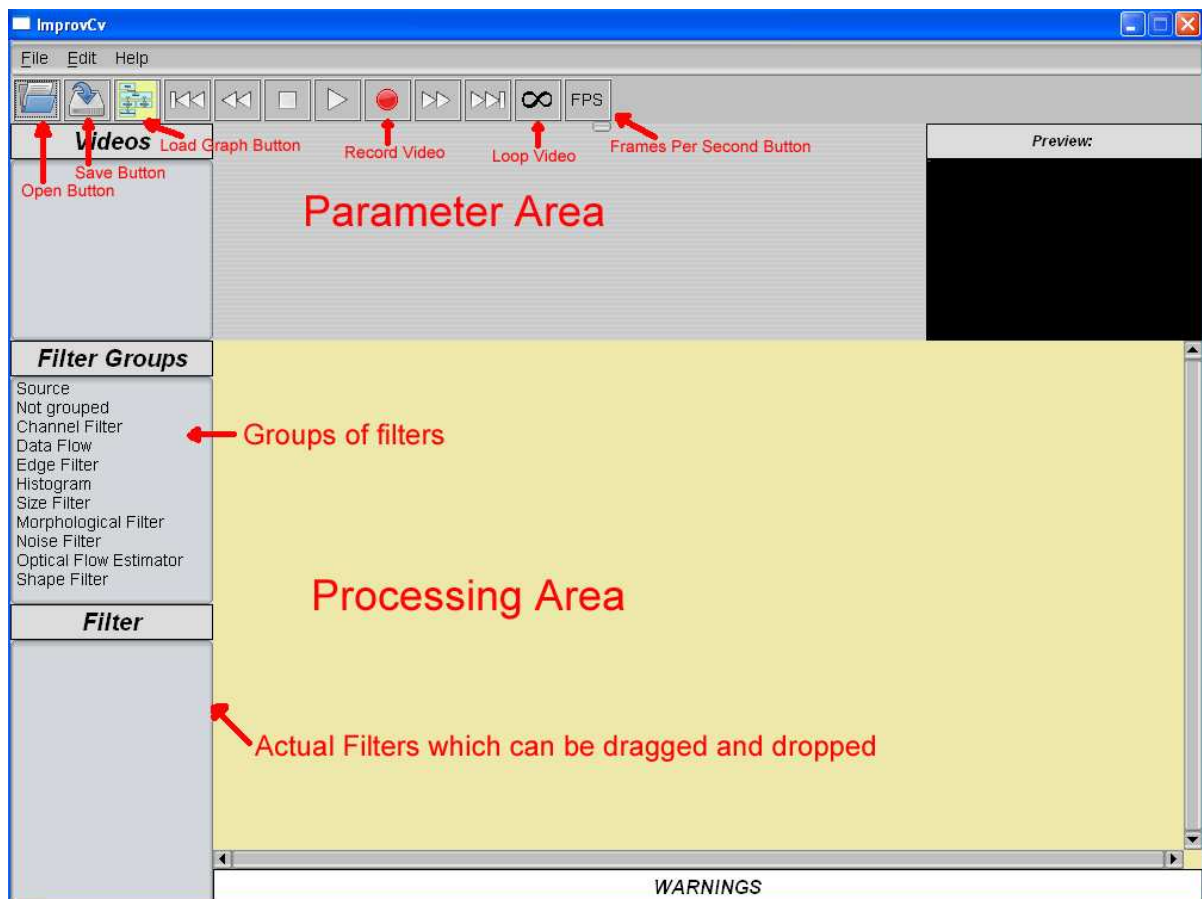 ImprovCv
File Edit Help
FPS
Videos
Load Graph Button
Record Video
Loop Video
Frames Per Second Button
Preview:
Save Button
Open Button
Parameter Area
Filter Groups
Source
Not grouped
Channel Filter
Data Flow
Edge Filter
Histogram
Size Filter
Morphological Filter
Noise Filter
Optical Flow Estimator
Shape Filter
Groups of filters
Processing Area
Filter
Actual Filters which can be dragged and dropped
WARNINGS